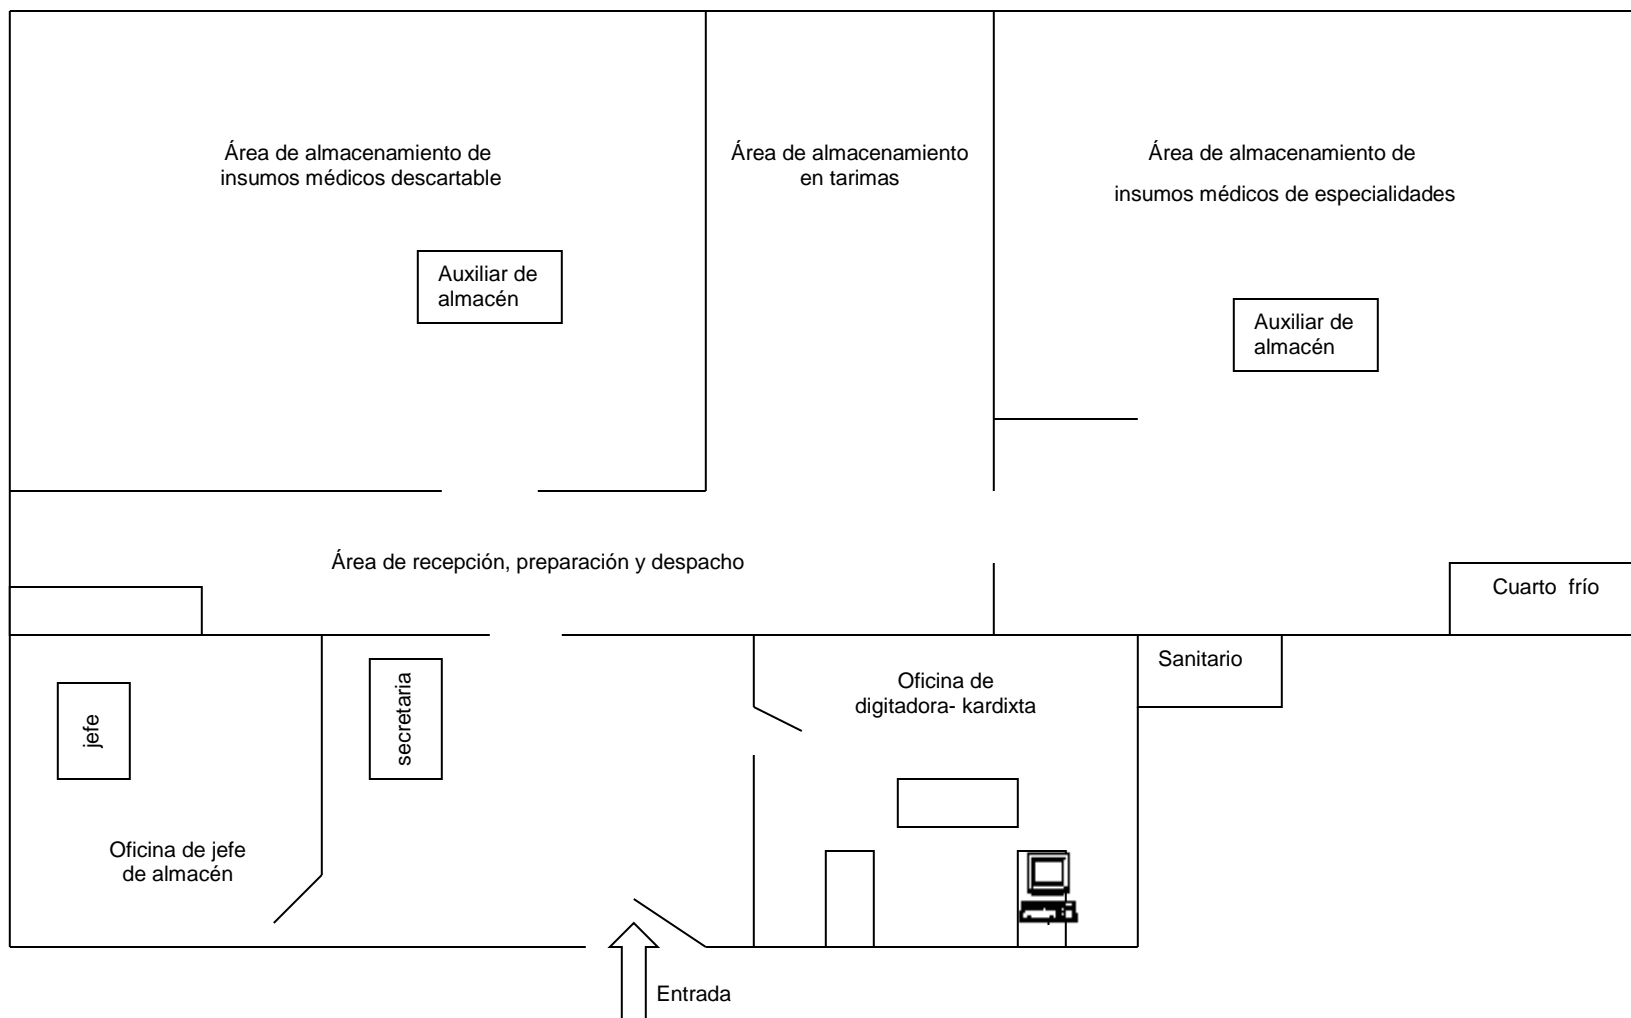 Área de almacenamiento de
insumos médicos descartable
Área de almacenamiento
en tarimas
Área de almacenamiento de
insumos médicos de especialidades
Auxiliar de
almacén
Auxiliar de
almacén
Área de recepción, preparación y despacho
Cuarto frío
jefe
secretaria
Oficina de
digitadora- kardixta
Sanitario
Oficina de jefe
de almacén
Entrada